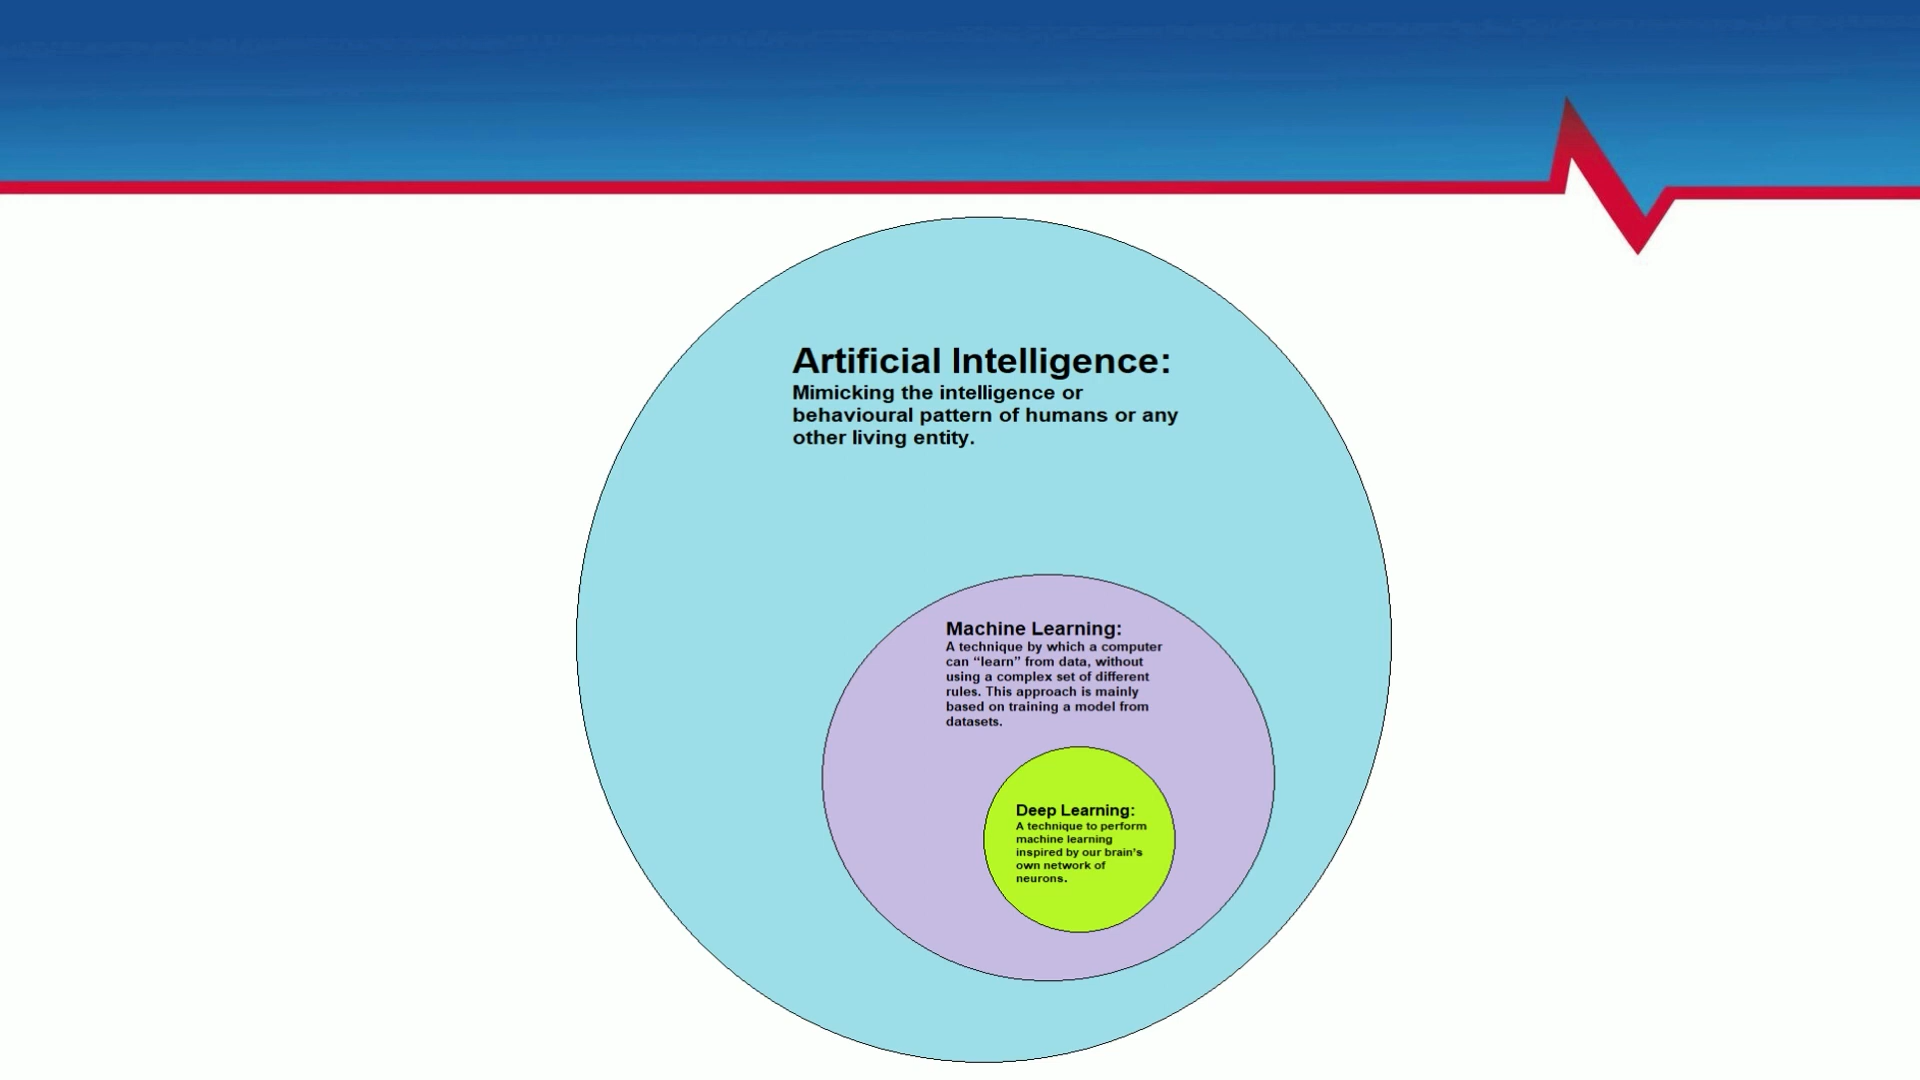 Artificial Intelligence:
Mimicking the intelligence or
behavioural pattern of humans or any
other living entity.
Machine Learning:
A technique by which a computer
can “learn” from data, without
using a complex set of different
rules. This approach is mainly
based on training a model from
datasets.
Deep Learning:
A technique to perform
machine learning
inspired by our brain’s
own network of
neurons.